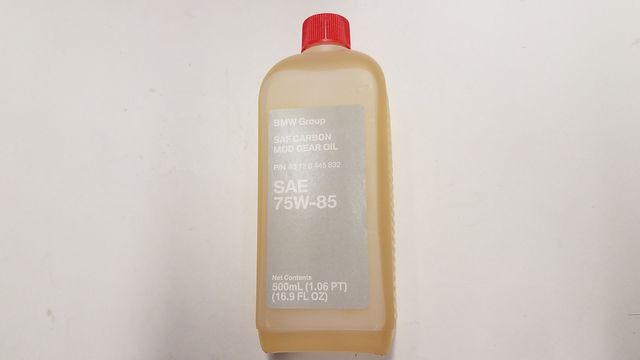 BMW Group
SAF CARBON
MOD GEAR OIL
SAE
75W-85
Net Contents
500mL (1.06 PT)
(16.9 FL OZ)